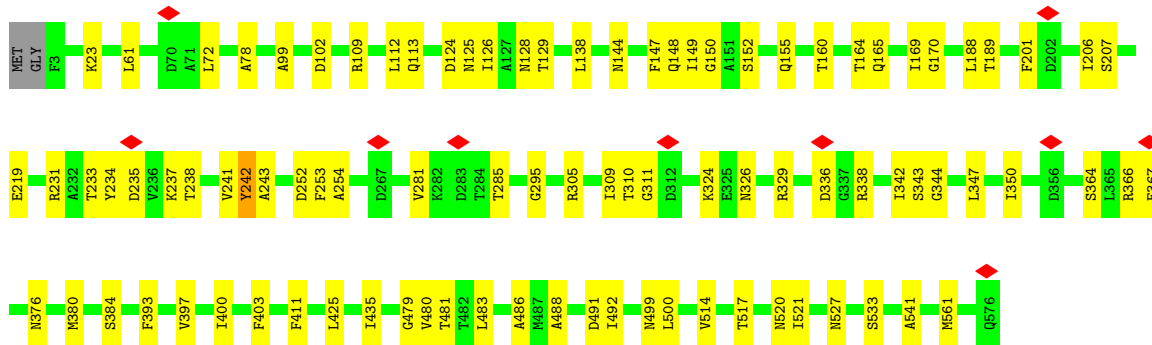 MET GLY F3 K23 L61 D70 A71 L72 A78 A99 D102 R109 L112 Q113 D124 N125 I126 A127 N128 T129 L138 N144 F147 Q148 I149 G150 A151 S152 Q155 T160 T164 Q165 I169 G170 L188 T189 F201 D202 I206 S207
E219 R231 A232 T233 Y234 D235 V236 K237 T238 V241 Y242 A243 D252 F253 A254 D267 V281 K282 D283 T284 T285 G295 R305 I309 T310 G311 D312 K324 E325 N326 R329 D336 G337 R338 I342 S343 G344 L347 I350 D356 S364 L365 R366
N376 M380 S384 F393 V397 I400 F403 F411 L425 I435 G479 V480 T481 T482 L483 A486 M487 A488 D491 I492 N499 L500 V514 T517 N520 I521 N527 S533 A541 M561 Q576